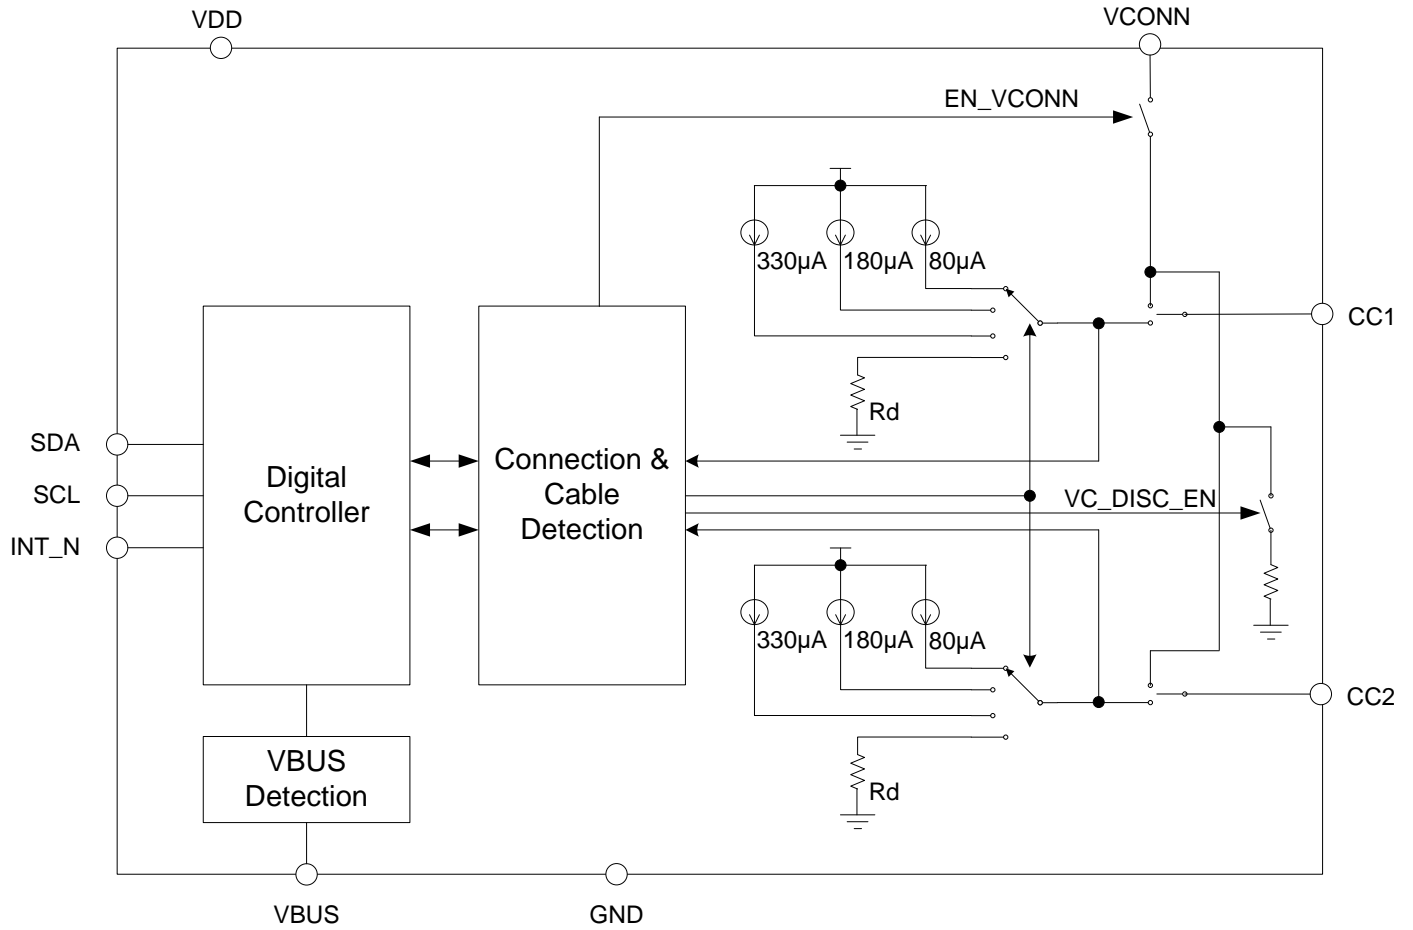 VDD
VCONN
EN_VCONN
330µA
180µA
80µA
CC1
Rd
SDA
SCL
INT_N
Digital
Controller
Connection &
Cable
Detection
VC_DISC_EN
330µA
180µA
80µA
CC2
Rd
VBUS
Detection
VBUS
GND